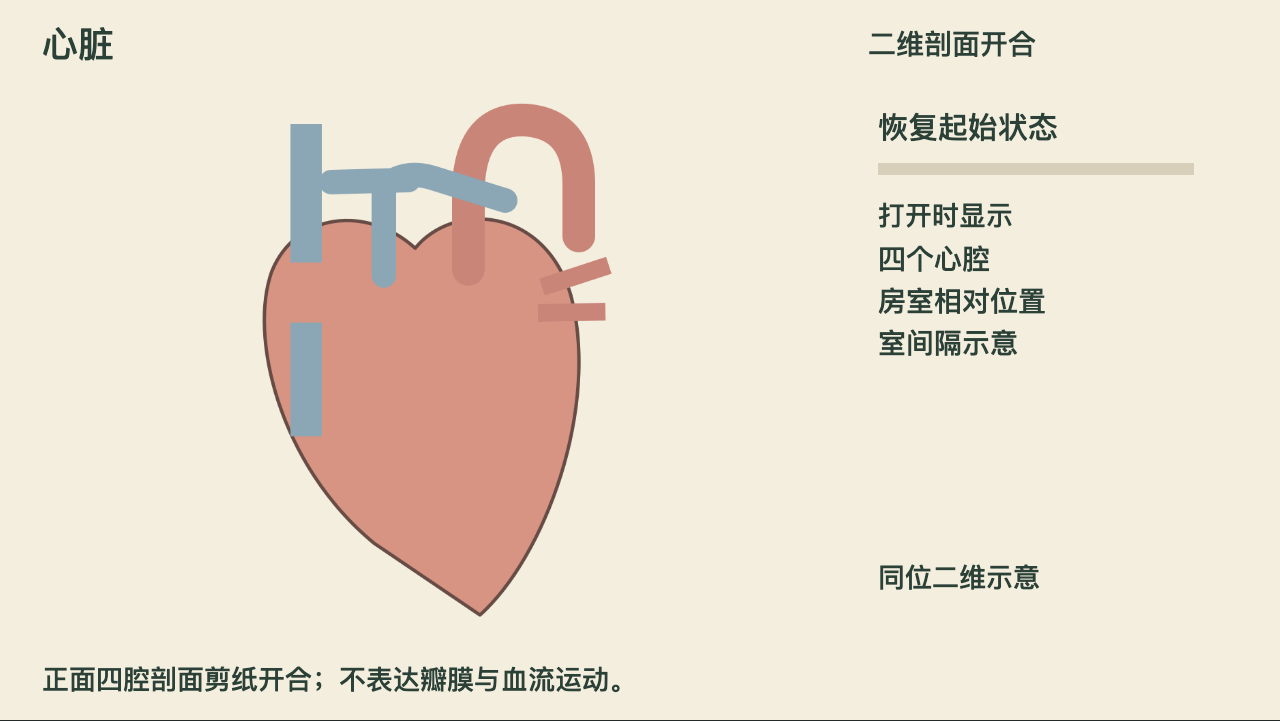 心脏
二维剖面开合
恢复起始状态
打开时显示
四个心腔
房室相对位置
室间隔示意
同位二维示意
正面四腔剖面剪纸开合；不表达瓣膜与血流运动。